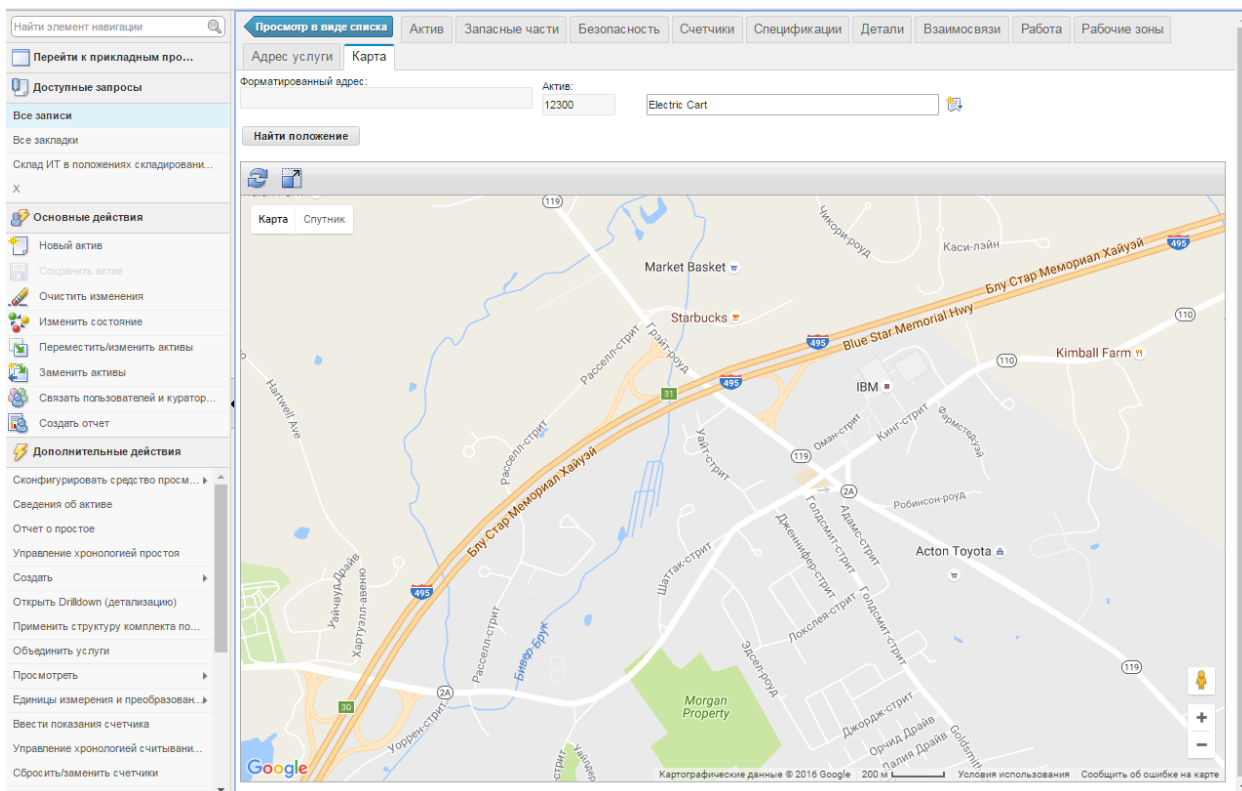 Найти элемент навигации
Перейти к прикладным про...
Доступные запросы
Все записи
Все закладки
Склад ИТ в положениях складировани...
X
Основные действия
Новый актив
Сохранить актив
Очистить изменения
Изменить состояние
Переместить/изменить активы
Заменить активы
Связать пользователей и куратор...
Создать отчет
Дополнительные действия
Сконфигурировать средство просм...
Сведения об активе
Отчет о простое
Управление хронологией простоя
Создать
Открыть Drilldown (детализацию)
Применить структуру комплекта по...
Объединить услуги
Просмотреть
Единицы измерения и преобразован...
Ввести показания счетчика
Управление хронологией считывани...
Сбросить/заменить счетчики
Просмотр в виде списка Актив Запасные части Безопасность Счетчики Спецификации Детали Взаимосвязи Работа Рабочие зоны
Адрес услуги Карта
Форматированный адрес: Актив:
12300 Electric Cart
Найти положение
Карта Спутник
119
Чикори-роуд
Каси-лэйн
495
Блу Стар Мемориал Хайуэй
Market Basket
Starbucks
Blue Star Memorial Hwy
495
110
110
Kimball Farm
Расселл-стрит
Грэйт-роуд
495
31
IBM
Hartwell Ave
Оман-стрит
Кинг-стрит
Фармстед-уэй
Уайт-стрит
119
Расселл-стрит
2A
Робинсон-роуд
Блу Стар Мемориал Хайуэй
Голдсмит-стрит
Адамс-стрит
Дженнифер-стрит
Acton Toyota
Шаттак-стрит
Уайчвуд Драйв
Хартуэлл-авеню
495
Локслея-стрит
Голдсмит-стрит
Расселл-стрит
Бивер Брук
Эдсел-роуд
119
2A
30
Morgan
Property
Уоррен-стрит
Джордж-стрит
Орчид Драйв
Далия Драйв
Goldsmith
Google
Картографические данные © 2016 Google 200 м Условия использования Сообщить об ошибке на карте